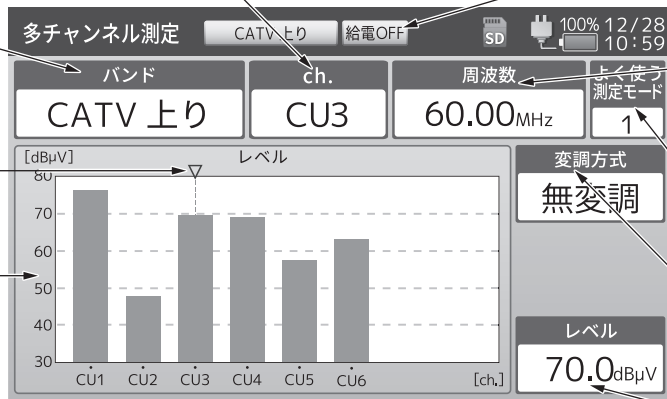 多チャンネル測定 CATV 上り 給電OFF SD 100% 12/28
10:59
バンド ch. 周波数 よく使う
測定モード
CATV 上り CU3 60.00MHz 1
[dBμV] レベル
80
70
60
50
40
30
CU1 CU2 CU3 CU4 CU5 CU6 [ch.]
変調方式
無変調
レベル
70.0dBμV